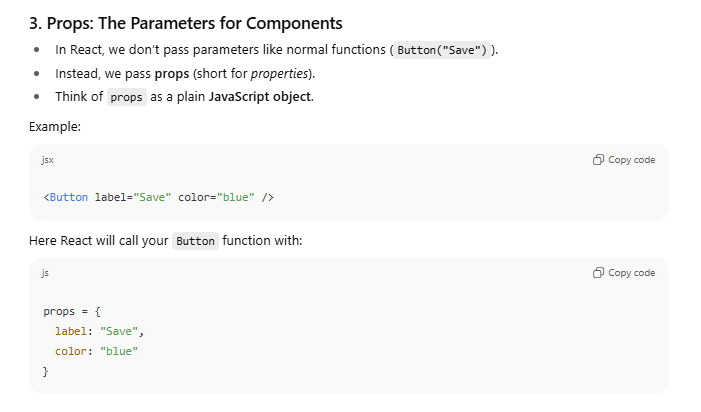 3. Props: The Parameters for Components
• In React, we don't pass parameters like normal functions ( Button("Save") ).
• Instead, we pass props (short for properties).
• Think of props as a plain JavaScript object.
Example:
jsx Copy code
<Button label="Save" color="blue" />
Here React will call your Button function with:
js Copy code
props = {
  label: "Save",
  color: "blue"
}